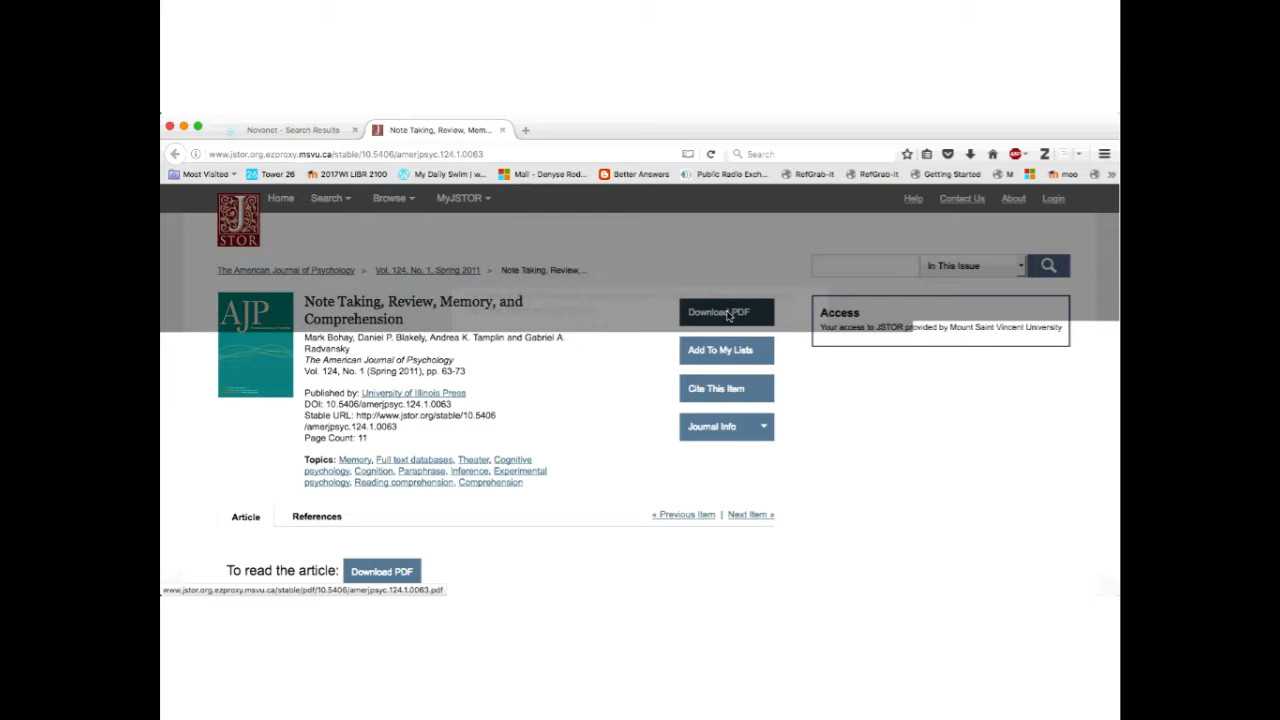 Novanet - Search Results
Note Taking, Review, Mem...
www.jstor.org.ezproxy.msvu.ca/stable/10.5406/amerjpsyc.124.1.0063
Search
Most Visited
Tower 26
2017WI LIBR 2100
My Daily Swim | w...
Mail - Denyse Rod...
Better Answers
Public Radio Exch...
RefGrab-It
RefGrab-It
Getting Started
M
moo
JSTOR
Home
Search
Browse
MyJSTOR
Help
Contact Us
About
Login
The American Journal of Psychology > Vol. 124, No. 1, Spring 2011 > Note Taking, Review,...
In This Issue
AJP
Note Taking, Review, Memory, and
Comprehension
Mark Bohay, Daniel P. Blakely, Andrea K. Tamplin and Gabriel A.
Radvansky
The American Journal of Psychology
Vol. 124, No. 1 (Spring 2011), pp. 63-73
Published by: University of Illinois Press
DOI: 10.5406/amerjpsyc.124.1.0063
Stable URL: http://www.jstor.org/stable/10.5406
/amerjpsyc.124.1.0063
Page Count: 11
Topics: Memory, Full text databases, Theater, Cognitive
psychology, Cognition, Paraphrase, Inference, Experimental
psychology, Reading comprehension, Comprehension
Download PDF
Add To My Lists
Cite This Item
Journal Info
Access
Your access to JSTOR provided by Mount Saint Vincent University
Article
References
« Previous Item | Next Item »
To read the article: Download PDF
www.jstor.org.ezproxy.msvu.ca/stable/pdf/10.5406/amerjpsyc.124.1.0063.pdf